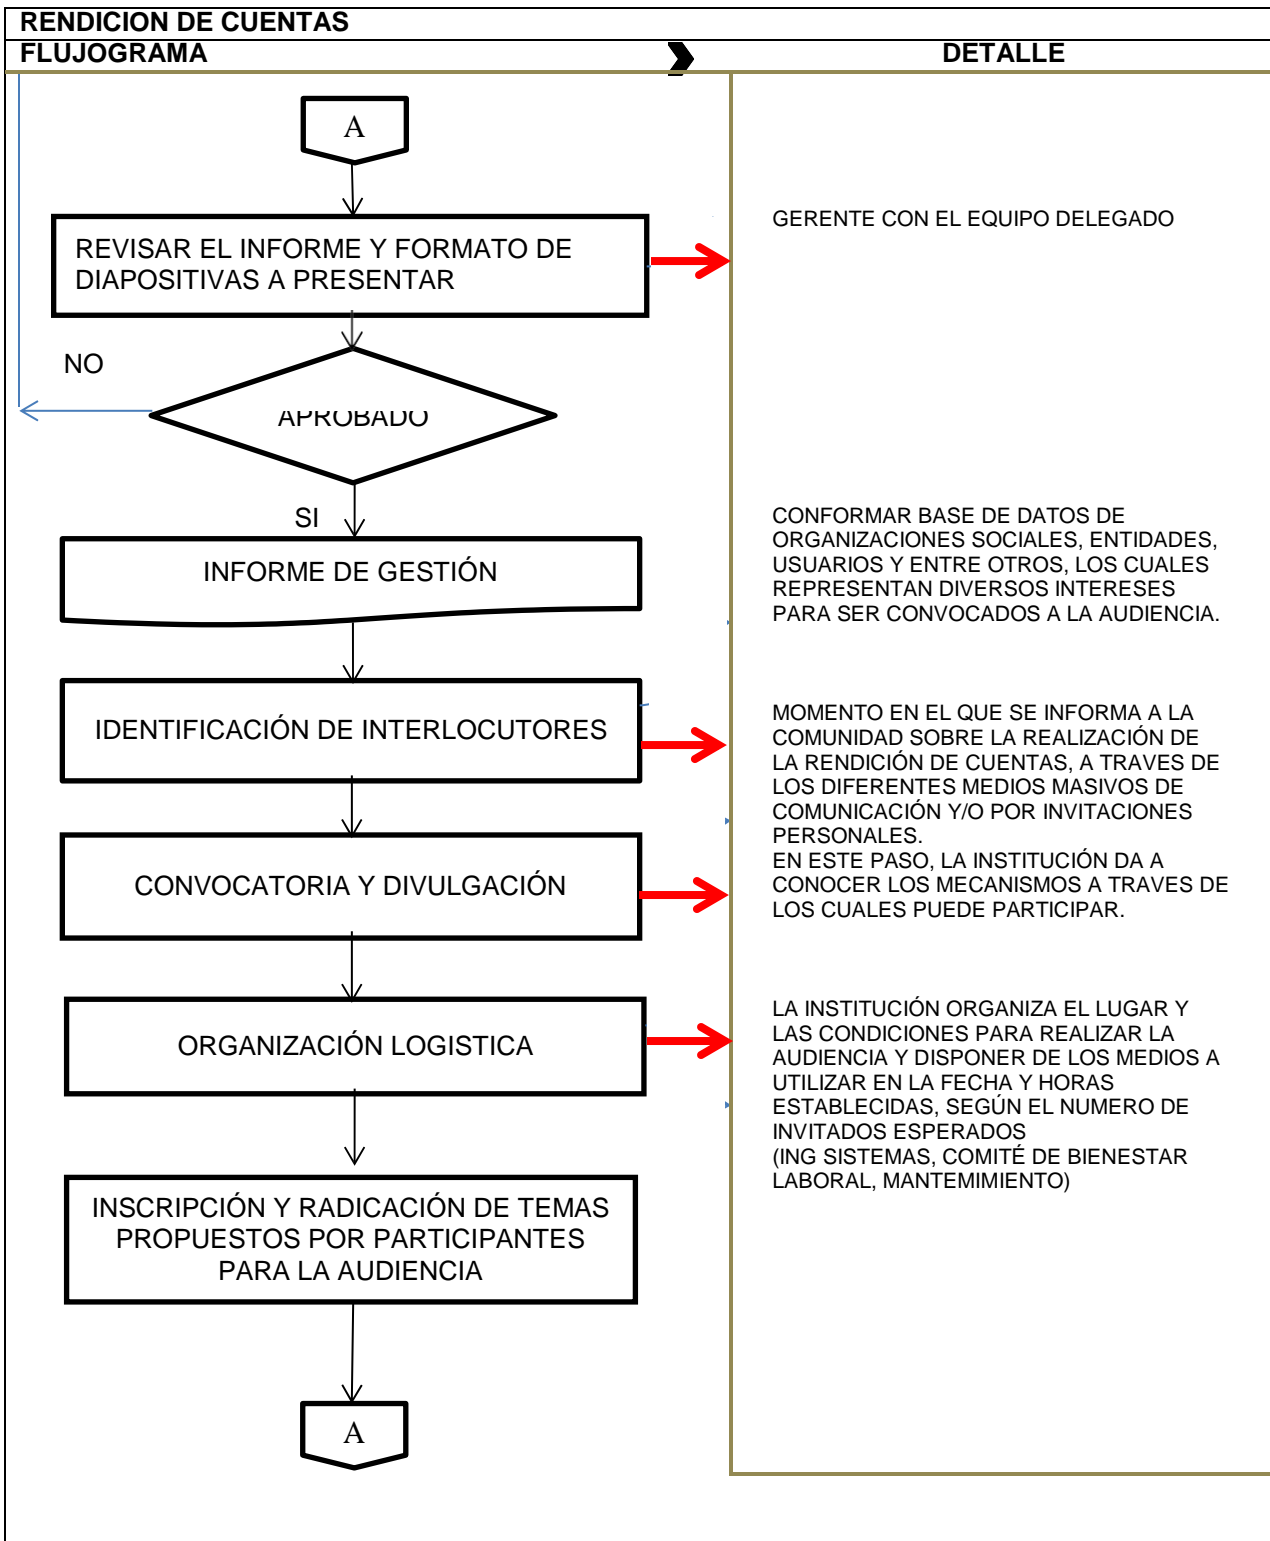 RENDICION DE CUENTAS
FLUJOGRAMA
DETALLE
A
REVISAR EL INFORME Y FORMATO DE
DIAPOSITIVAS A PRESENTAR
GERENTE CON EL EQUIPO DELEGADO
NO
APROBADO
SI
INFORME DE GESTIÓN
CONFORMAR BASE DE DATOS DE
ORGANIZACIONES SOCIALES, ENTIDADES,
USUARIOS Y ENTRE OTROS, LOS CUALES
REPRESENTAN DIVERSOS INTERESES
PARA SER CONVOCADOS A LA AUDIENCIA.
IDENTIFICACIÓN DE INTERLOCUTORES
MOMENTO EN EL QUE SE INFORMA A LA
COMUNIDAD SOBRE LA REALIZACIÓN DE
LA RENDICIÓN DE CUENTAS, A TRAVES DE
LOS DIFERENTES MEDIOS MASIVOS DE
COMUNICACIÓN Y/O POR INVITACIONES
PERSONALES.
EN ESTE PASO, LA INSTITUCIÓN DA A
CONOCER LOS MECANISMOS A TRAVES DE
LOS CUALES PUEDE PARTICIPAR.
CONVOCATORIA Y DIVULGACIÓN
ORGANIZACIÓN LOGISTICA
LA INSTITUCIÓN ORGANIZA EL LUGAR Y
LAS CONDICIONES PARA REALIZAR LA
AUDIENCIA Y DISPONER DE LOS MEDIOS A
UTILIZAR EN LA FECHA Y HORAS
ESTABLECIDAS, SEGÚN EL NUMERO DE
INVITADOS ESPERADOS
(ING SISTEMAS, COMITÉ DE BIENESTAR
LABORAL, MANTEMIMIENTO)
INSCRIPCIÓN Y RADICACIÓN DE TEMAS
PROPUESTOS POR PARTICIPANTES
PARA LA AUDIENCIA
A